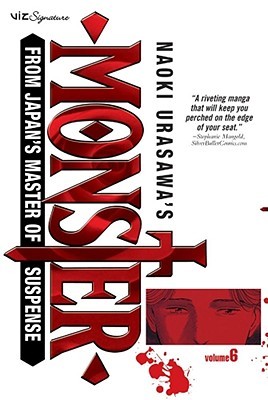 VIZ Signature
NAOKI URASAWA'S
MONSTER
FROM JAPAN'S MASTER OF SUSPENSE
"A riveting manga
that will keep you
perched on the edge
of your seat."
—Stephanie Mangold,
SilverBulletComics.com
volume6